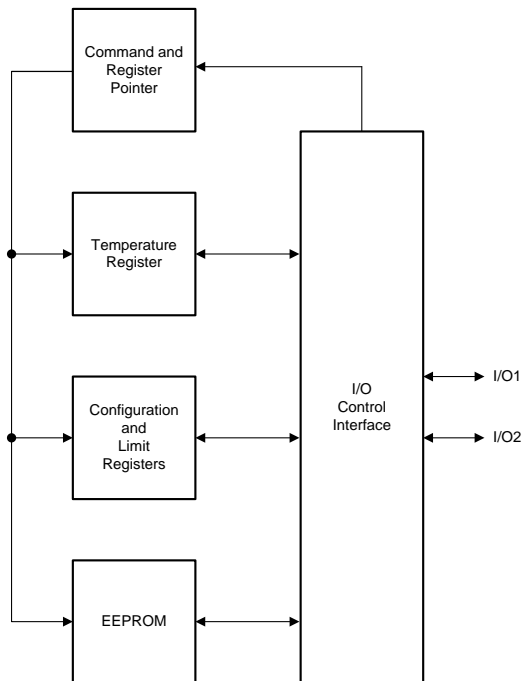 Command and
Register
Pointer
Temperature
Register
Configuration
and
Limit
Registers
EEPROM
I/O
Control
Interface
I/O1
I/O2